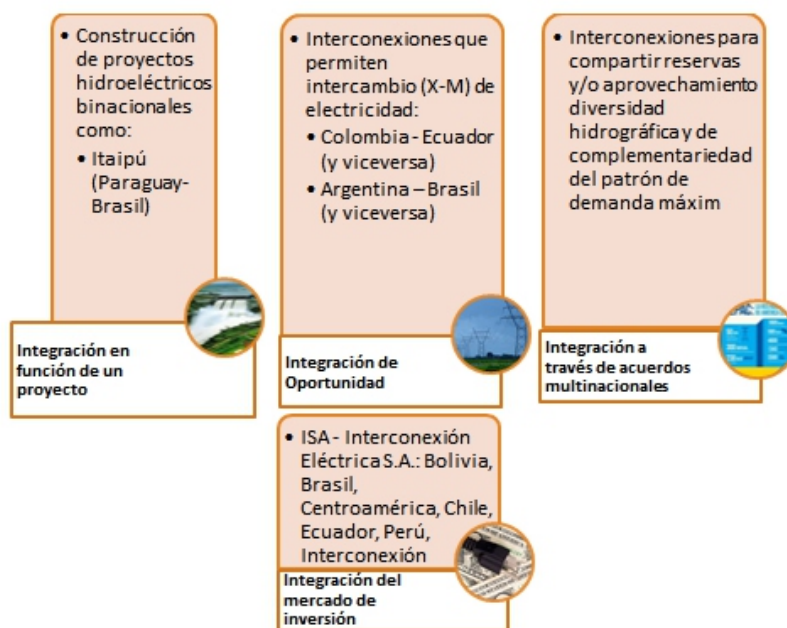 • Construcción
de proyectos
hidroeléctricos
binacionales
como:
• Itaipú
(Paraguay-
Brasil)
Integración en
función de un
proyecto
• Interconexiones que
permiten
intercambio (X-M) de
electricidad:
• Colombia - Ecuador
(y viceversa)
• Argentina – Brasil
(y viceversa)
Integración de
Oportunidad
• Interconexiones para
compartir reservas
y/o aprovechamiento
diversidad
hidrográfica y de
complementariedad
del patrón de
demanda máxim
Integración a
través de acuerdos
multinacionales
• ISA - Interconexión
Eléctrica S.A.: Bolivia,
Brasil,
Centroamérica, Chile,
Ecuador, Perú,
Interconexión
Integración del
mercado de
inversión